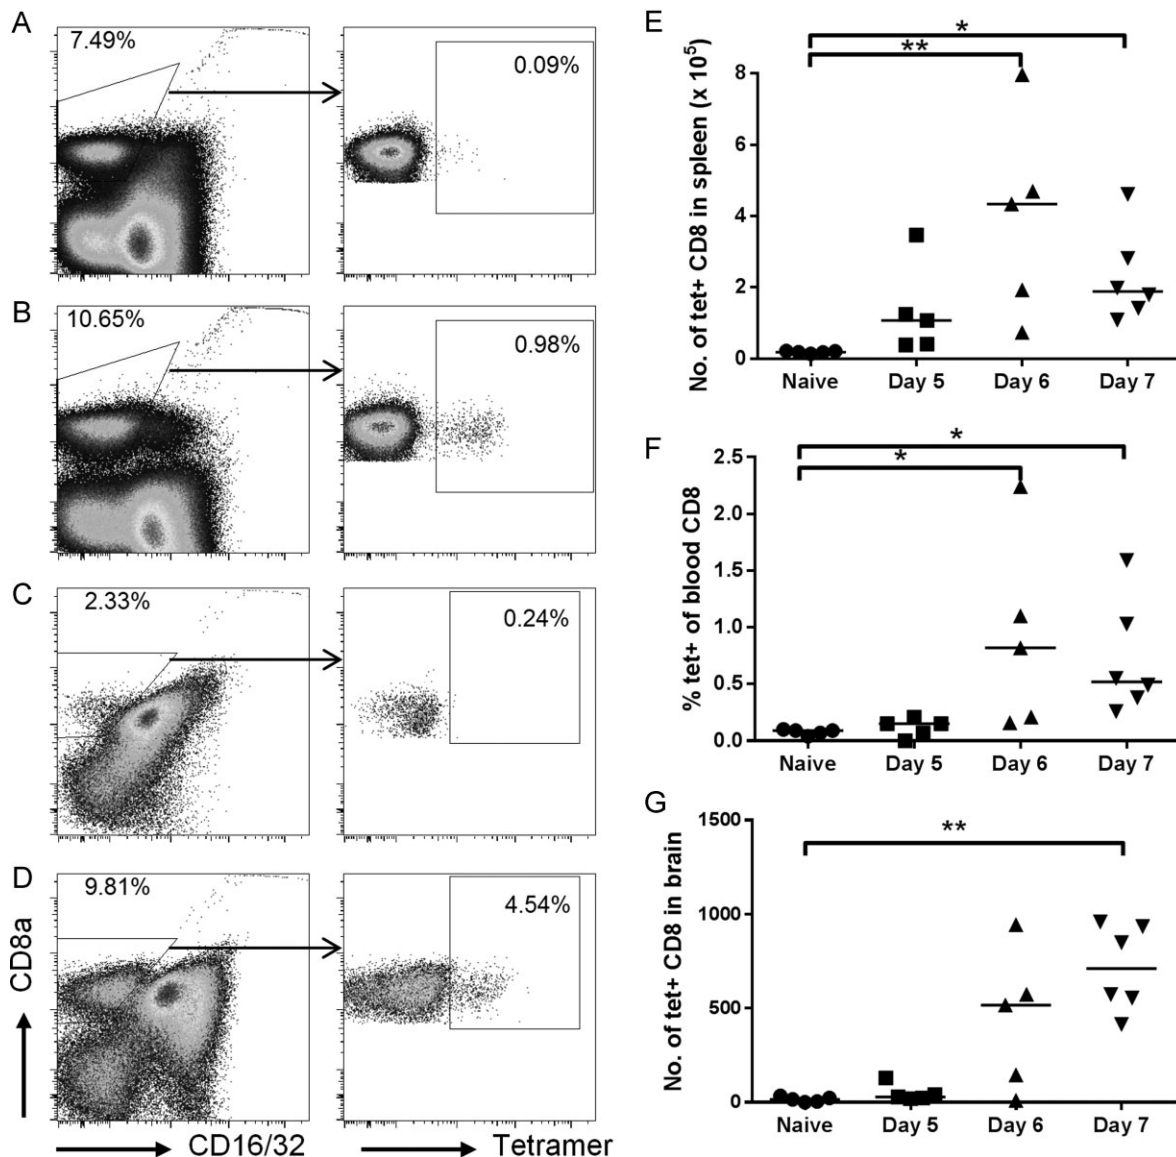 A
7.49%
0.09%
B
10.65%
0.98%
C
2.33%
0.24%
D
9.81%
4.54%
CD8a
CD16/32
Tetramer
E
No. of tet+ CD8 in spleen (x 10⁵)
8
6
4
2
0
*
**
Naive Day 5 Day 6 Day 7
F
% tet+ of blood CD8
2.5
2.0
1.5
1.0
0.5
0.0
*
*
Naive Day 5 Day 6 Day 7
G
No. of tet+ CD8 in brain
1500
1000
500
0
**
Naive Day 5 Day 6 Day 7